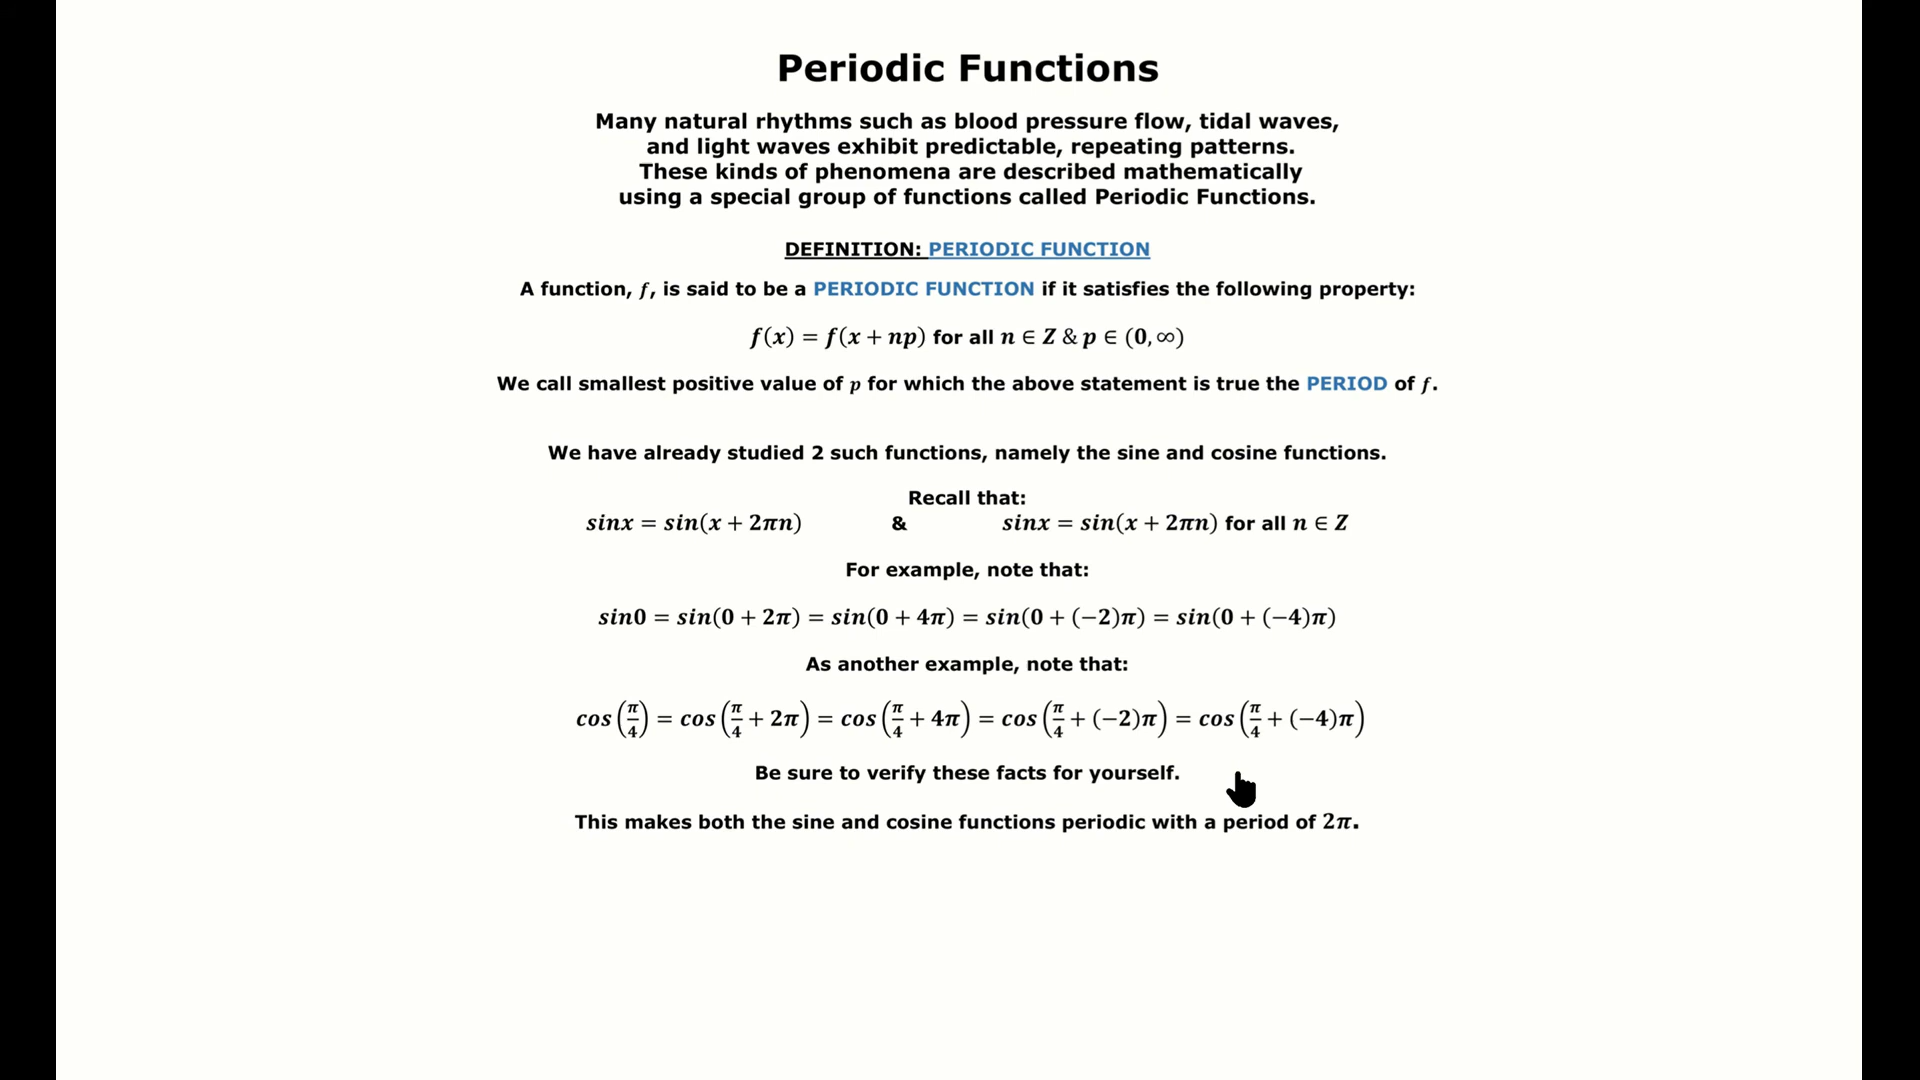 Periodic Functions
Many natural rhythms such as blood pressure flow, tidal waves,
and light waves exhibit predictable, repeating patterns.
These kinds of phenomena are described mathematically
using a special group of functions called Periodic Functions.
DEFINITION: PERIODIC FUNCTION
A function, f, is said to be a PERIODIC FUNCTION if it satisfies the following property:
f(x) = f(x + np) for all n ∈ Z & p ∈ (0, ∞)
We call smallest positive value of p for which the above statement is true the PERIOD of f.
We have already studied 2 such functions, namely the sine and cosine functions.
Recall that:
sinx = sin(x + 2πn) & sinx = sin(x + 2πn) for all n ∈ Z
For example, note that:
sin0 = sin(0 + 2π) = sin(0 + 4π) = sin(0 + (−2)π) = sin(0 + (−4)π)
As another example, note that:
cos(π/4) = cos(π/4 + 2π) = cos(π/4 + 4π) = cos(π/4 + (−2)π) = cos(π/4 + (−4)π)
Be sure to verify these facts for yourself.
This makes both the sine and cosine functions periodic with a period of 2π.